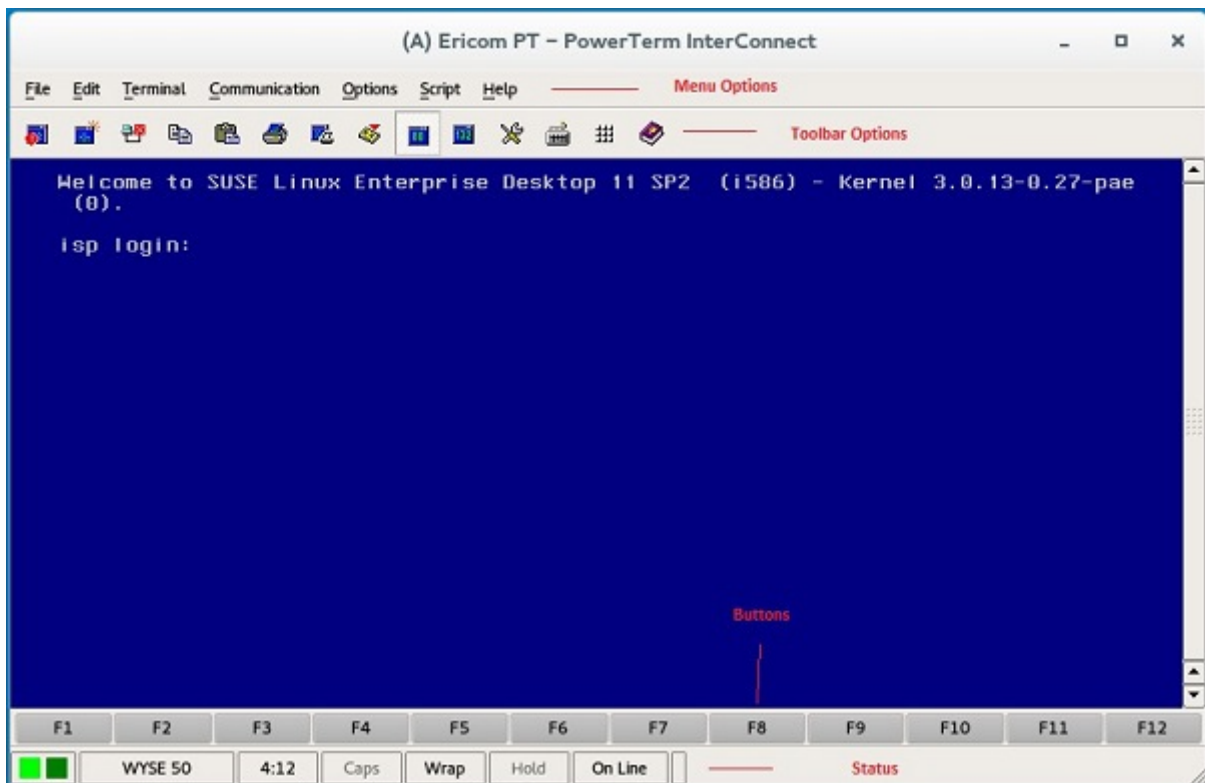 (A) Ericom PT – PowerTerm InterConnect
File Edit Terminal Communication Options Script Help Menu Options
Toolbar Options
Welcome to SUSE Linux Enterprise Desktop 11 SP2 (i586) - Kernel 3.0.13-0.27-pae
(0).
isp login:
Buttons
F1 F2 F3 F4 F5 F6 F7 F8 F9 F10 F11 F12
WYSE 50 4:12 Caps Wrap Hold On Line Status